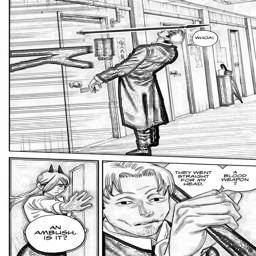 WHOA!
AN
AMBUSH,
IS IT?
THEY WENT
STRAIGHT
FOR MY
HEAD.
A
BLOOD
WEAPON
?